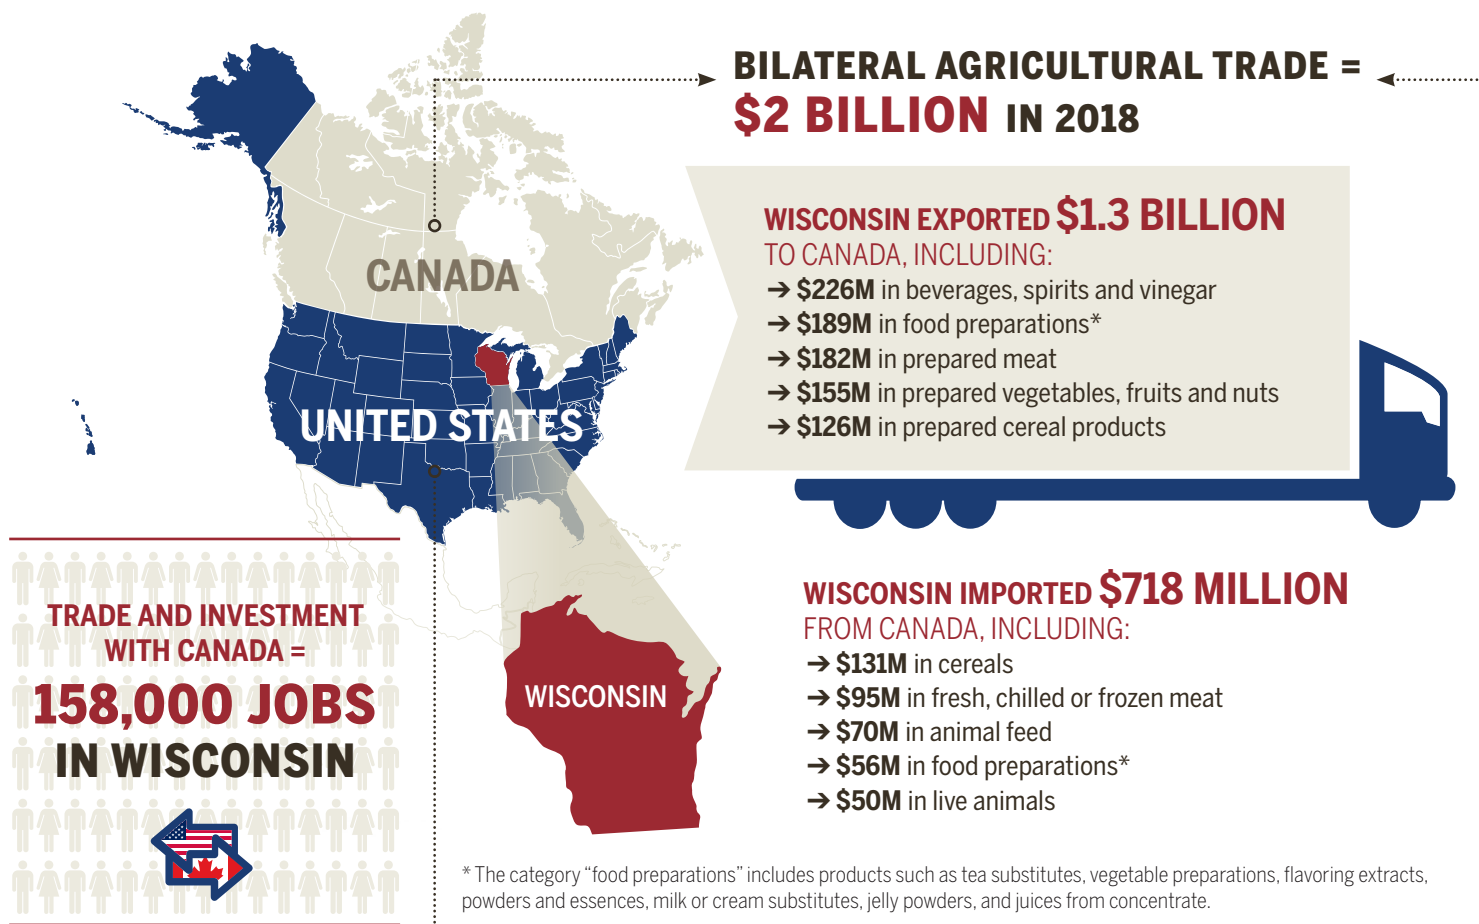 BILATERAL AGRICULTURAL TRADE =
$2 BILLION IN 2018
WISCONSIN EXPORTED $1.3 BILLION
TO CANADA, INCLUDING:
➔ $226M in beverages, spirits and vinegar
➔ $189M in food preparations*
➔ $182M in prepared meat
➔ $155M in prepared vegetables, fruits and nuts
➔ $126M in prepared cereal products
CANADA
UNITED STATES
WISCONSIN IMPORTED $718 MILLION
FROM CANADA, INCLUDING:
➔ $131M in cereals
➔ $95M in fresh, chilled or frozen meat
➔ $70M in animal feed
➔ $56M in food preparations*
➔ $50M in live animals
TRADE AND INVESTMENT
WITH CANADA =
158,000 JOBS
IN WISCONSIN
WISCONSIN
* The category “food preparations” includes products such as tea substitutes, vegetable preparations, flavoring extracts,
powders and essences, milk or cream substitutes, jelly powders, and juices from concentrate.